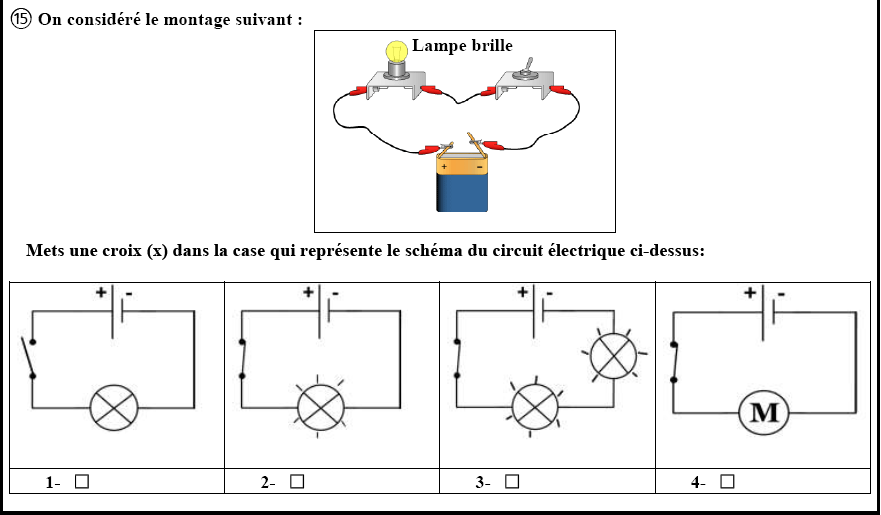 ⑮ On considéré le montage suivant :
Lampe brille
+ −
Mets une croix (x) dans la case qui représente le schéma du circuit électrique ci-dessus:
+ - + - + - + -
M
1- ☐ 2- ☐ 3- ☐ 4- ☐